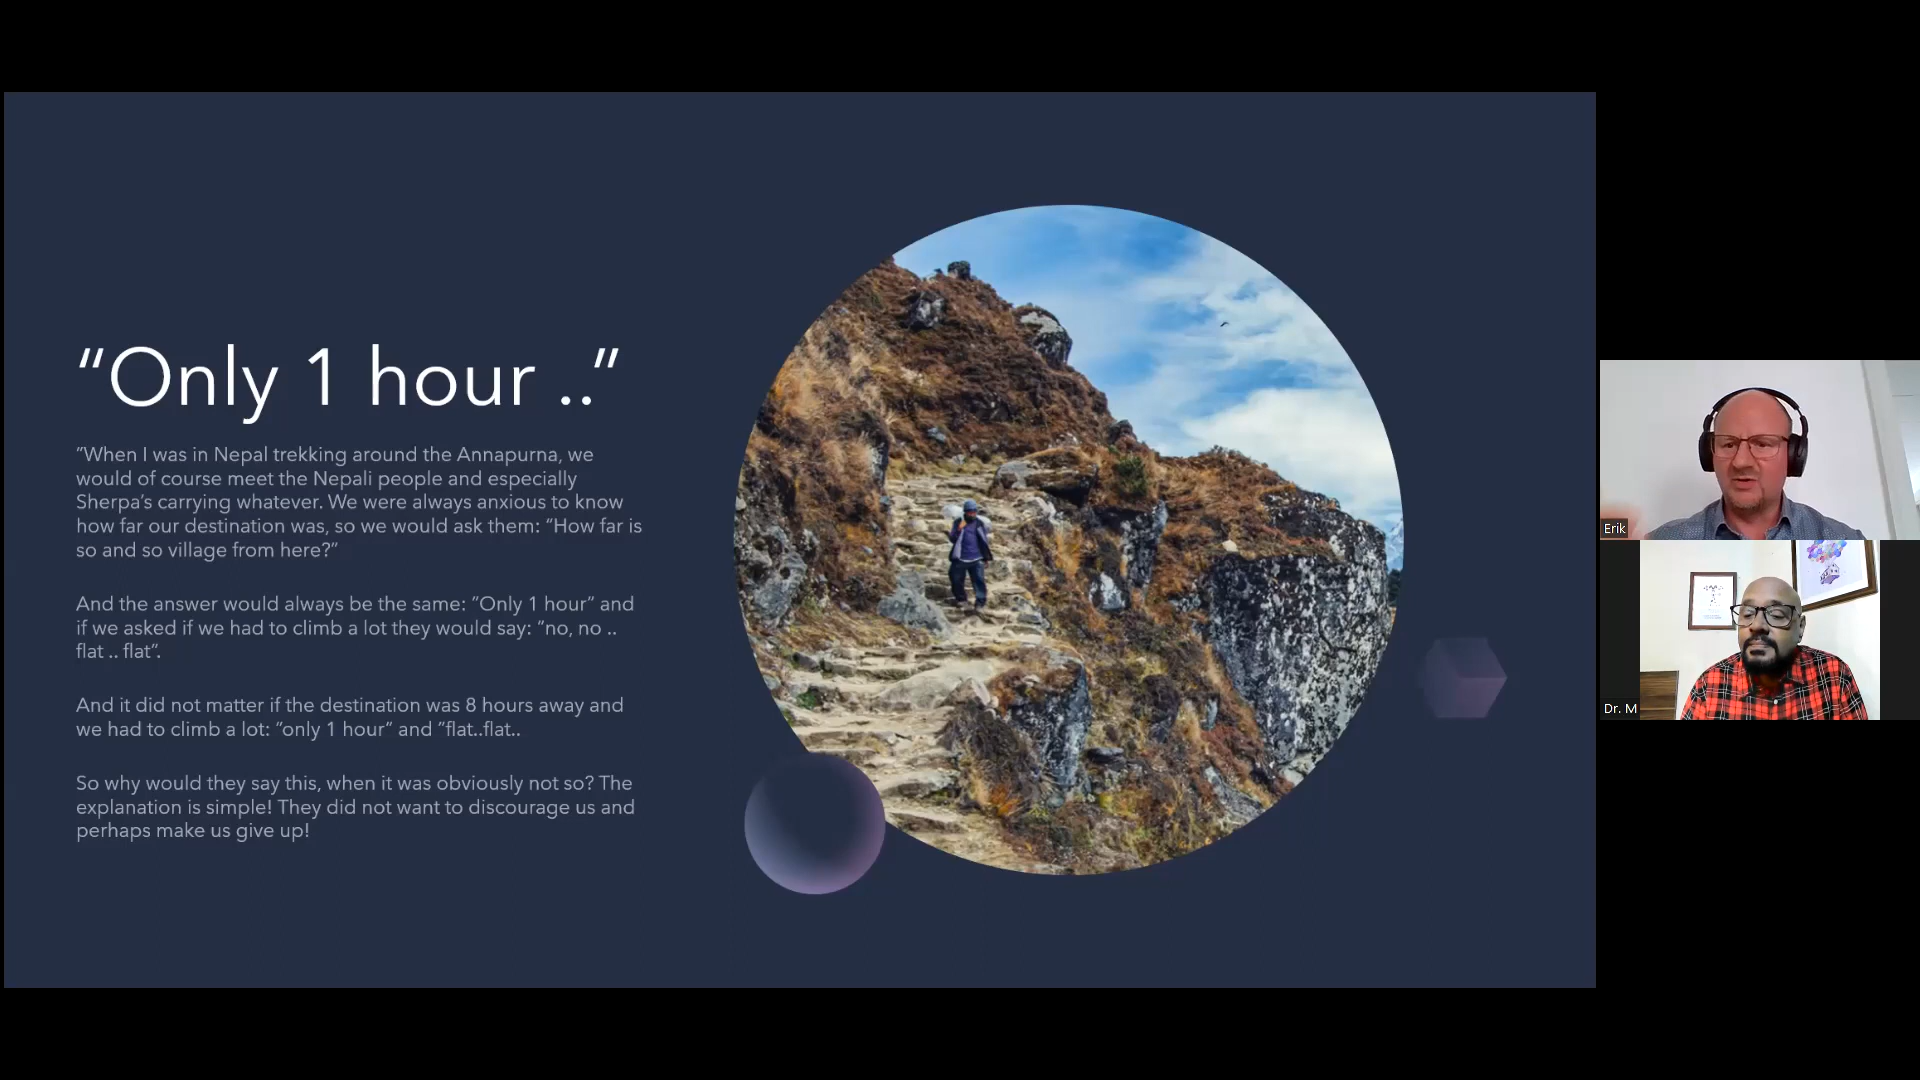 “Only 1 hour ..”
“When I was in Nepal trekking around the Annapurna, we
would of course meet the Nepali people and especially
Sherpa’s carrying whatever. We were always anxious to know
how far our destination was, so we would ask them: “How far is
so and so village from here?”
And the answer would always be the same: “Only 1 hour” and
if we asked if we had to climb a lot they would say: “no, no ..
flat .. flat”.
And it did not matter if the destination was 8 hours away and
we had to climb a lot: “only 1 hour” and “flat..flat..
So why would they say this, when it was obviously not so? The
explanation is simple! They did not want to discourage us and
perhaps make us give up!
Erik
Dr. M